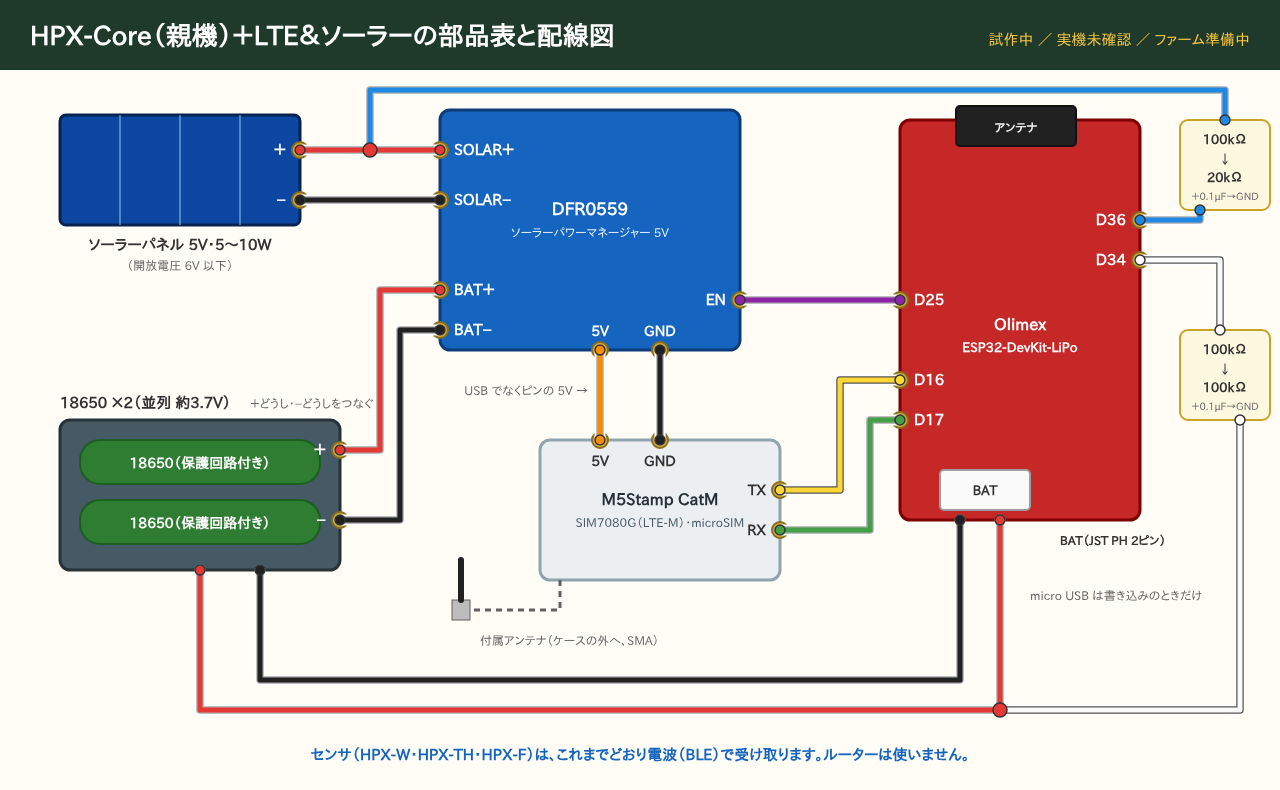 HPX-Core（親機）＋LTE&ソーラーの部品表と配線図
試作中 ／ 実機未確認 ／ ファーム準備中
アンテナ
100kΩ
↓
20kΩ
+0.1μF→GND
＋
−
SOLAR+
SOLAR−
DFR0559
ソーラーパワーマネージャー 5V
D36
D34
ソーラーパネル 5V・5〜10W
（開放電圧 6V 以下）
BAT+
BAT−
EN
5V
GND
D25
Olimex
ESP32-DevKit-LiPo
D16
D17
100kΩ
↓
100kΩ
+0.1μF→GND
USB でなくピンの 5V →
18650 ×2（並列 約3.7V）
＋どうし・−どうしをつなぐ
＋
18650（保護回路付き）
18650（保護回路付き）
−
5V
GND
M5Stamp CatM
SIM7080G（LTE-M）・microSIM
TX
RX
BAT
BAT（JST PH 2ピン）
micro USB は書き込みのときだけ
付属アンテナ（ケースの外へ、SMA）
センサ（HPX-W・HPX-TH・HPX-F）は、これまでどおり電波（BLE）で受け取ります。ルーターは使いません。